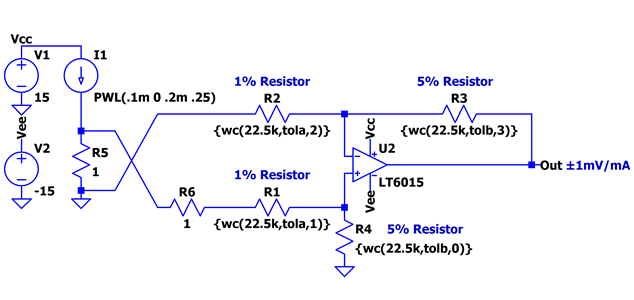 Vcc
V1
I1
15
PWL(.1m 0 .2m .25)
Vee
V2
-15
R5
1
1% Resistor
R2
{wc(22.5k,tola,2)}
5% Resistor
R3
{wc(22.5k,tolb,3)}
Vcc
U2
LT6015
Vee
Out ±1mV/mA
R6
1
1% Resistor
R1
{wc(22.5k,tola,1)}
R4
5% Resistor
{wc(22.5k,tolb,0)}